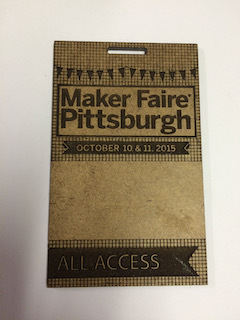 Maker Faire®
Pittsburgh
OCTOBER 10 & 11, 2015
ALL ACCESS